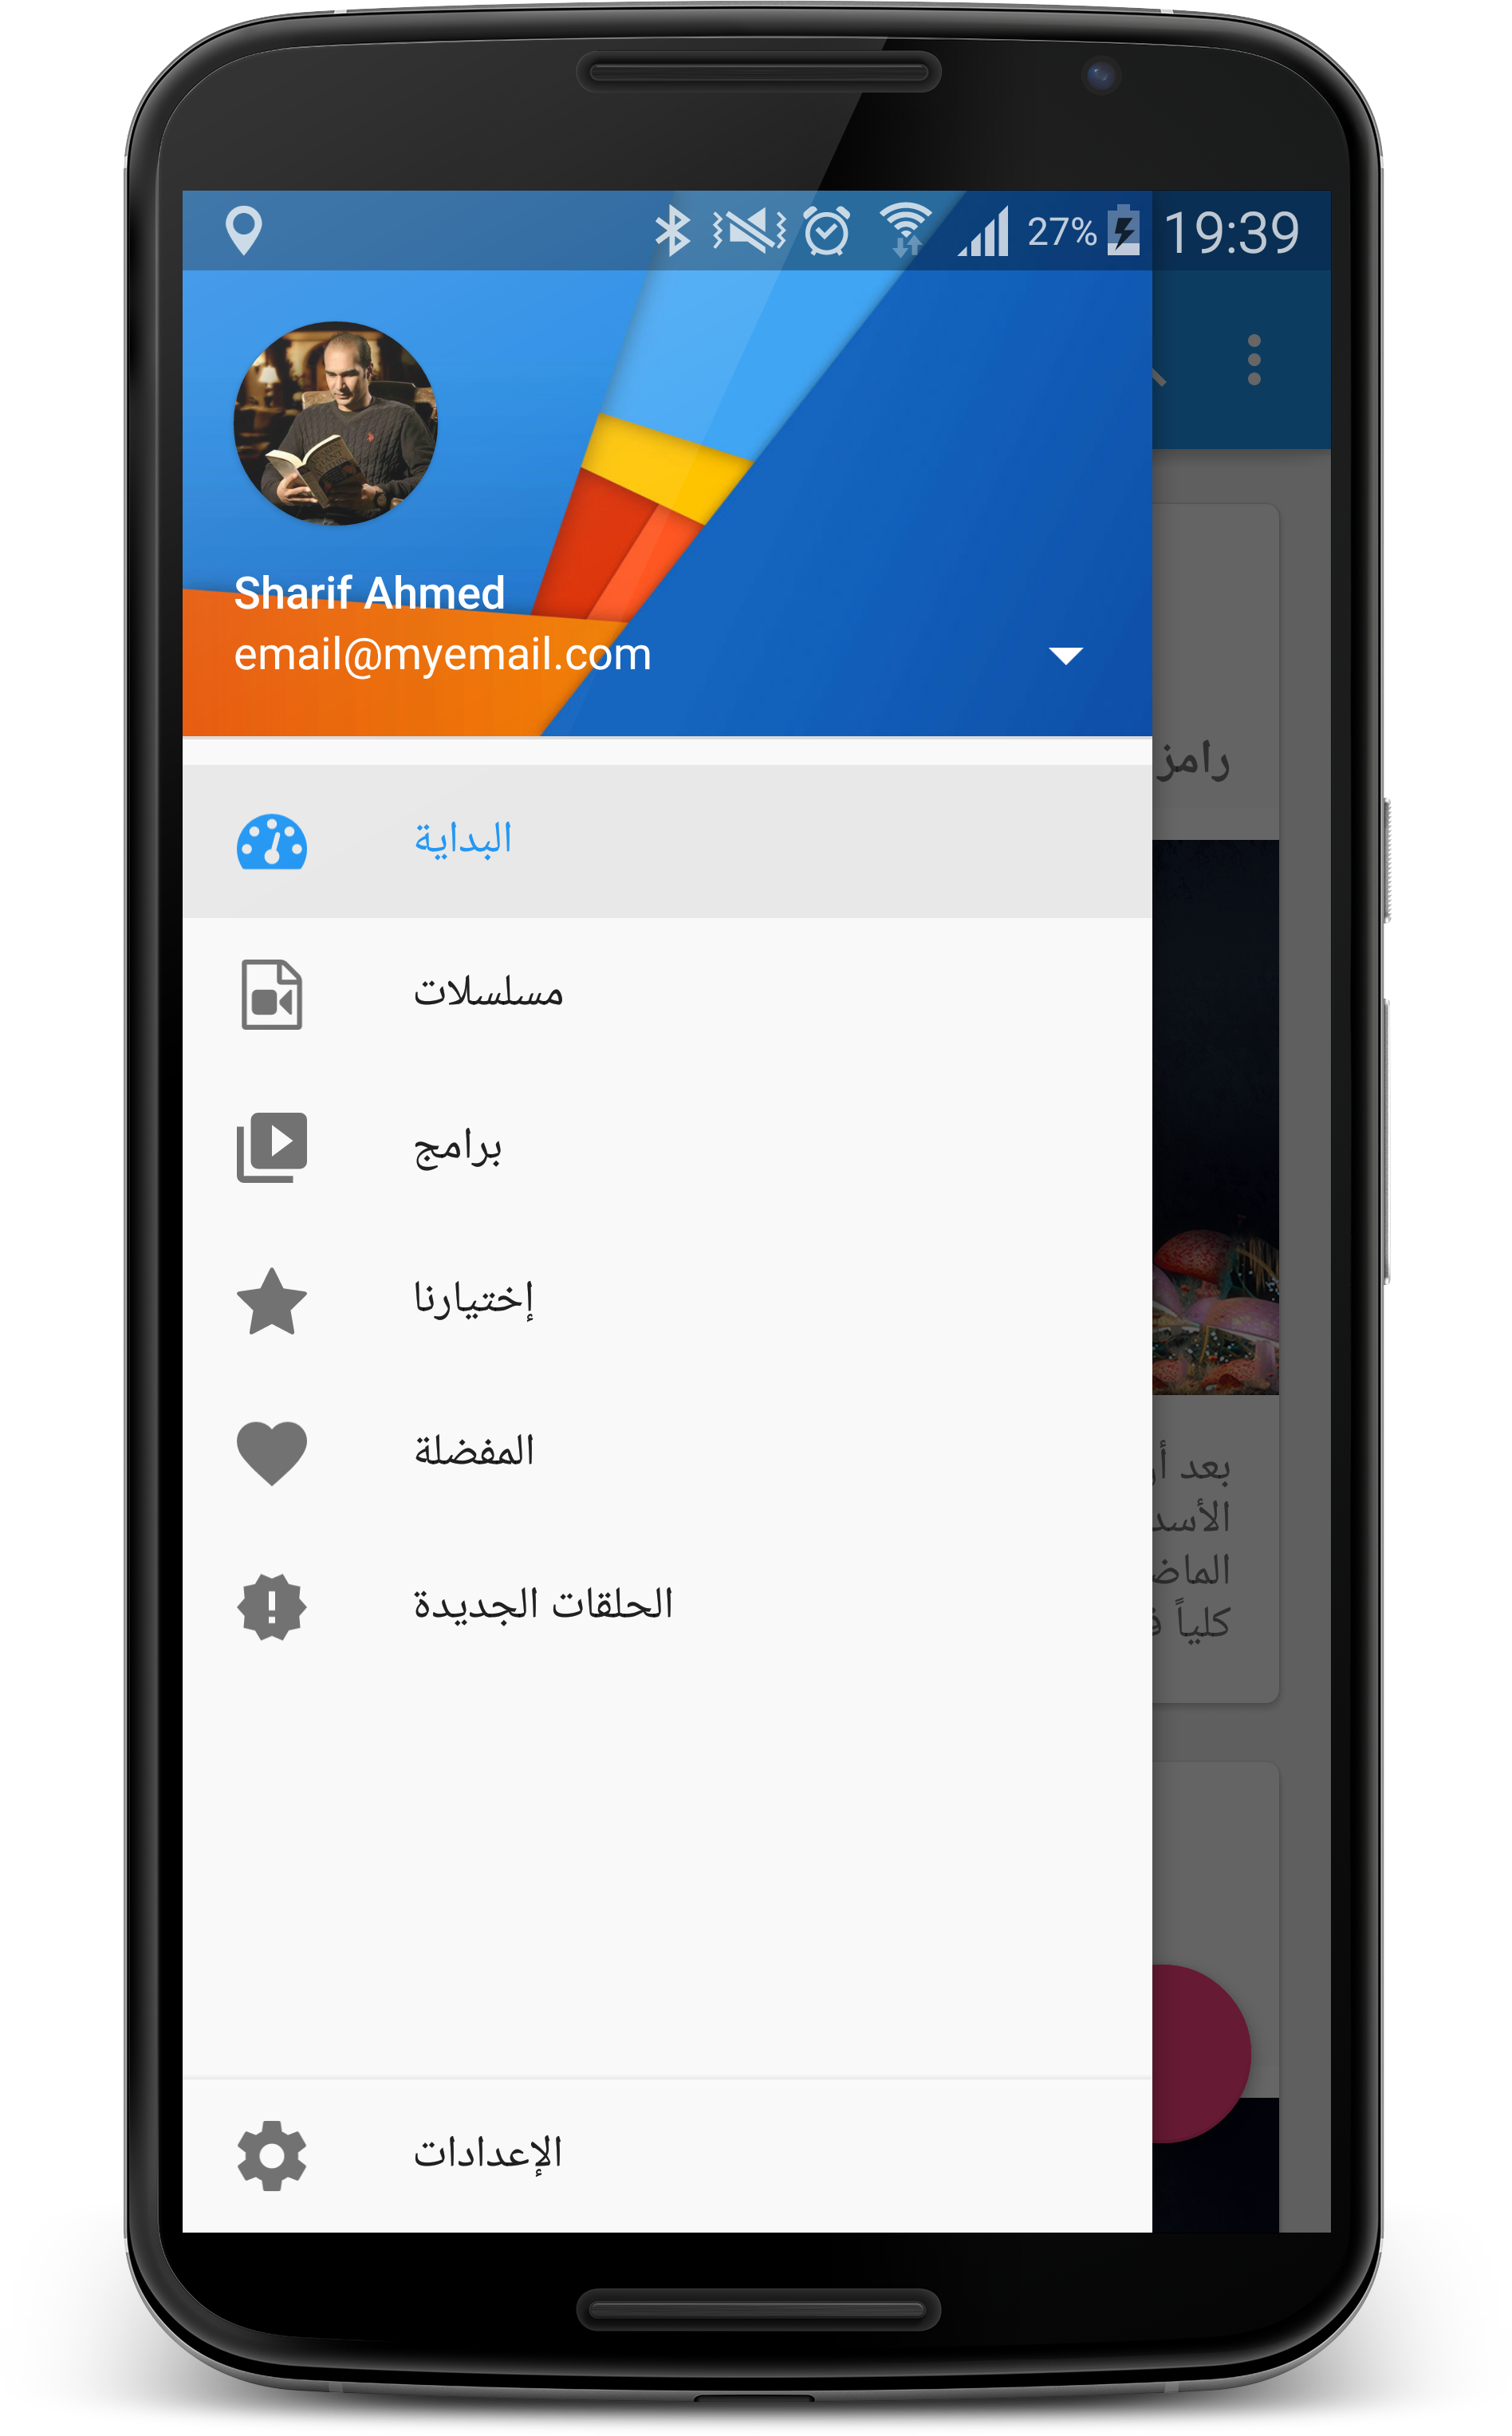 27% 19:39
Sharif Ahmed
email@myemail.com
البداية
مسلسلات
برامج
إختيارنا
المفضلة
الحلقات الجديدة
الإعدادات
رامز
بعد
الأسد
كلياً